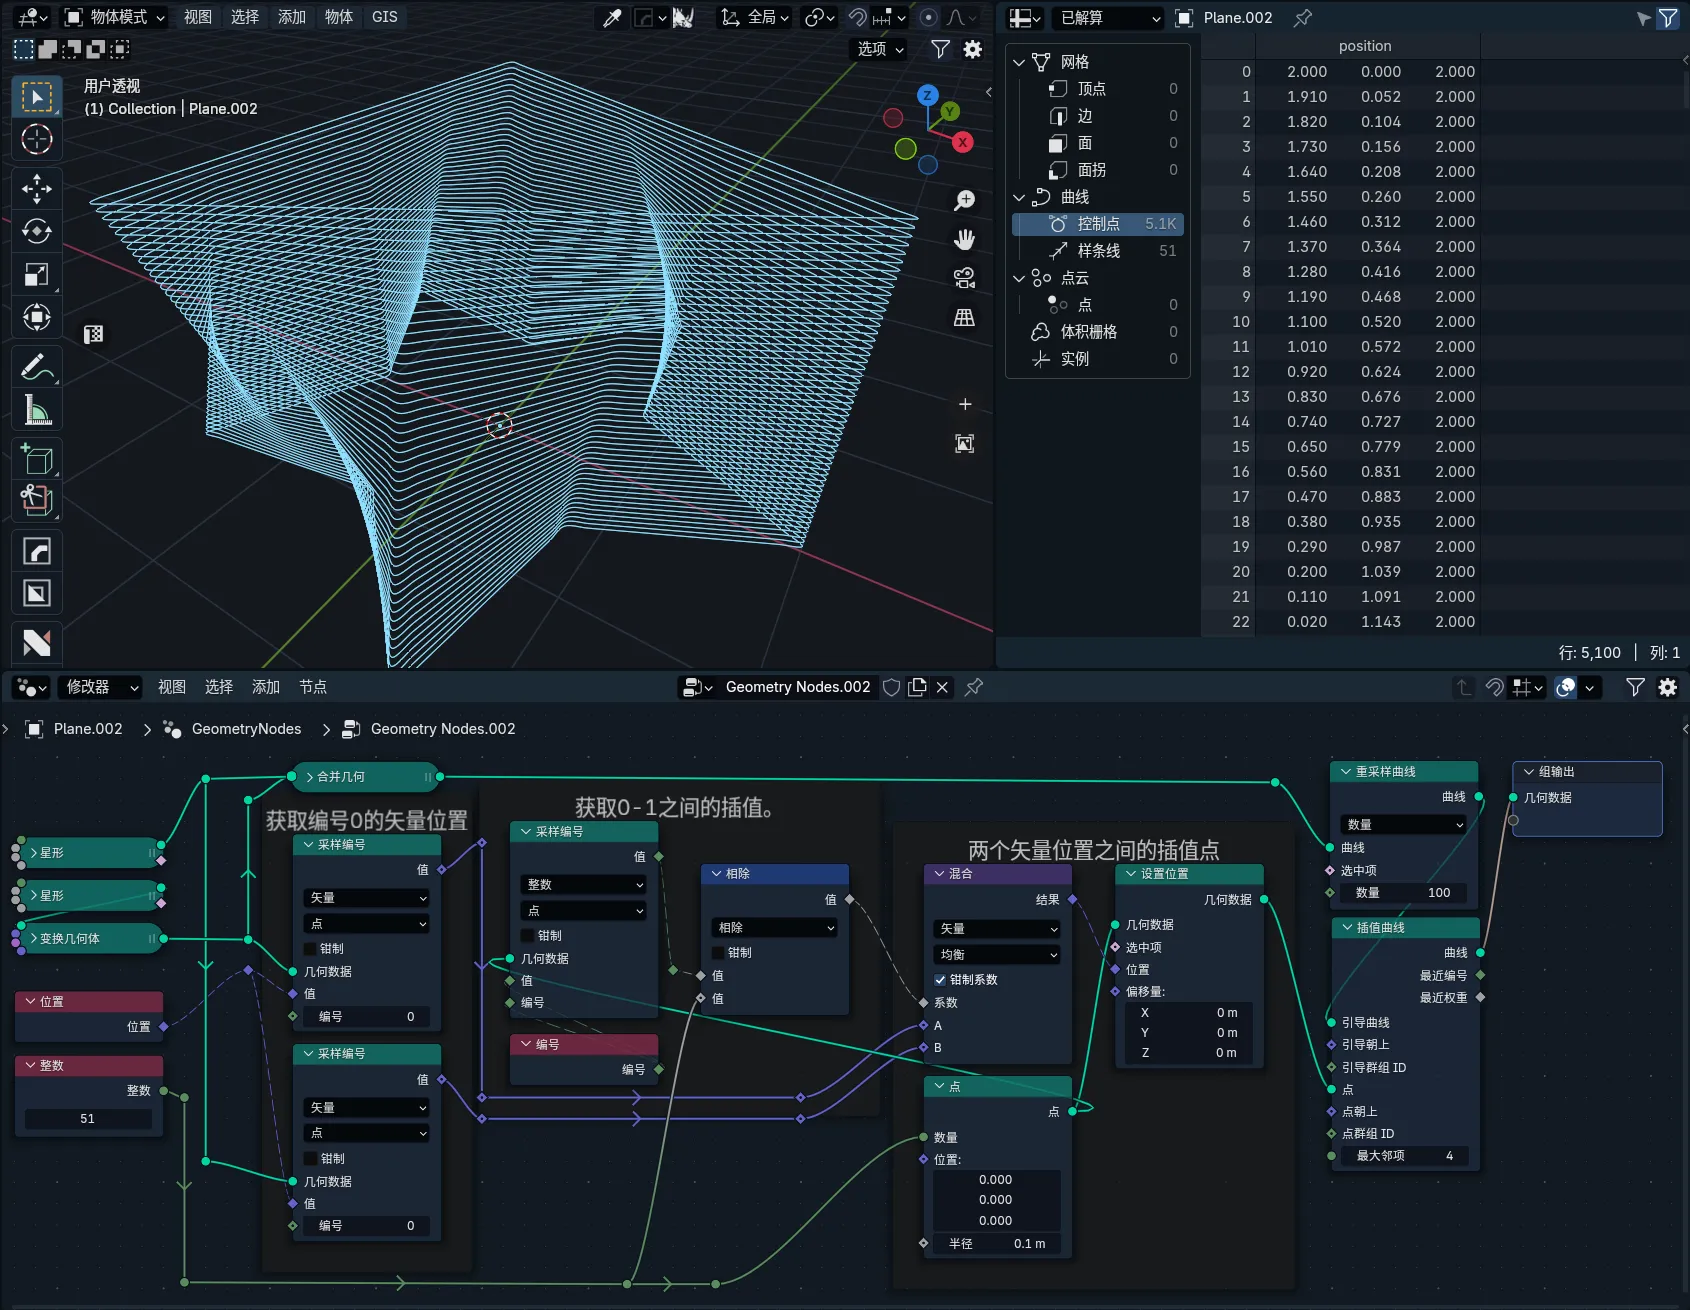 物体模式 视图 选择 添加 物体 GIS 全局
选项
用户透视
(1) Collection | Plane.002
Z
Y
X
已解算 Plane.002
网格
顶点 0
边 0
面 0
面拐 0
曲线
控制点 5.1K
样条线 51
点云
点 0
体积栅格 0
实例 0
position
0 2.000 0.000 2.000
1 1.910 0.052 2.000
2 1.820 0.104 2.000
3 1.730 0.156 2.000
4 1.640 0.208 2.000
5 1.550 0.260 2.000
6 1.460 0.312 2.000
7 1.370 0.364 2.000
8 1.280 0.416 2.000
9 1.190 0.468 2.000
10 1.100 0.520 2.000
11 1.010 0.572 2.000
12 0.920 0.624 2.000
13 0.830 0.676 2.000
14 0.740 0.727 2.000
15 0.650 0.779 2.000
16 0.560 0.831 2.000
17 0.470 0.883 2.000
18 0.380 0.935 2.000
19 0.290 0.987 2.000
20 0.200 1.039 2.000
21 0.110 1.091 2.000
22 0.020 1.143 2.000
行: 5,100 | 列: 1
修改器 视图 选择 添加 节点 Geometry Nodes.002
Plane.002 GeometryNodes Geometry Nodes.002
合并几何
星形
星形
变换几何体
位置
位置
整数
整数
51
获取编号0的矢量位置
采样编号
值
矢量
点
钳制
几何数据
值
编号 0
采样编号
值
矢量
点
钳制
几何数据
值
编号 0
获取0-1之间的插值。
采样编号
值
整数
点
钳制
几何数据
值
编号
编号
编号
相除
值
相除
钳制
值
值
两个矢量位置之间的插值点
混合
结果
矢量
均衡
钳制系数
系数
A
B
点
点
数量
位置:
0.000
0.000
0.000
半径 0.1 m
设置位置
几何数据
几何数据
选中项
位置
偏移量:
X 0 m
Y 0 m
Z 0 m
重采样曲线
曲线
数量
曲线
选中项
数量 100
插值曲线
曲线
最近编号
最近权重
引导曲线
引导朝上
引导群组 ID
点
点朝上
点群组 ID
最大邻项 4
组输出
几何数据